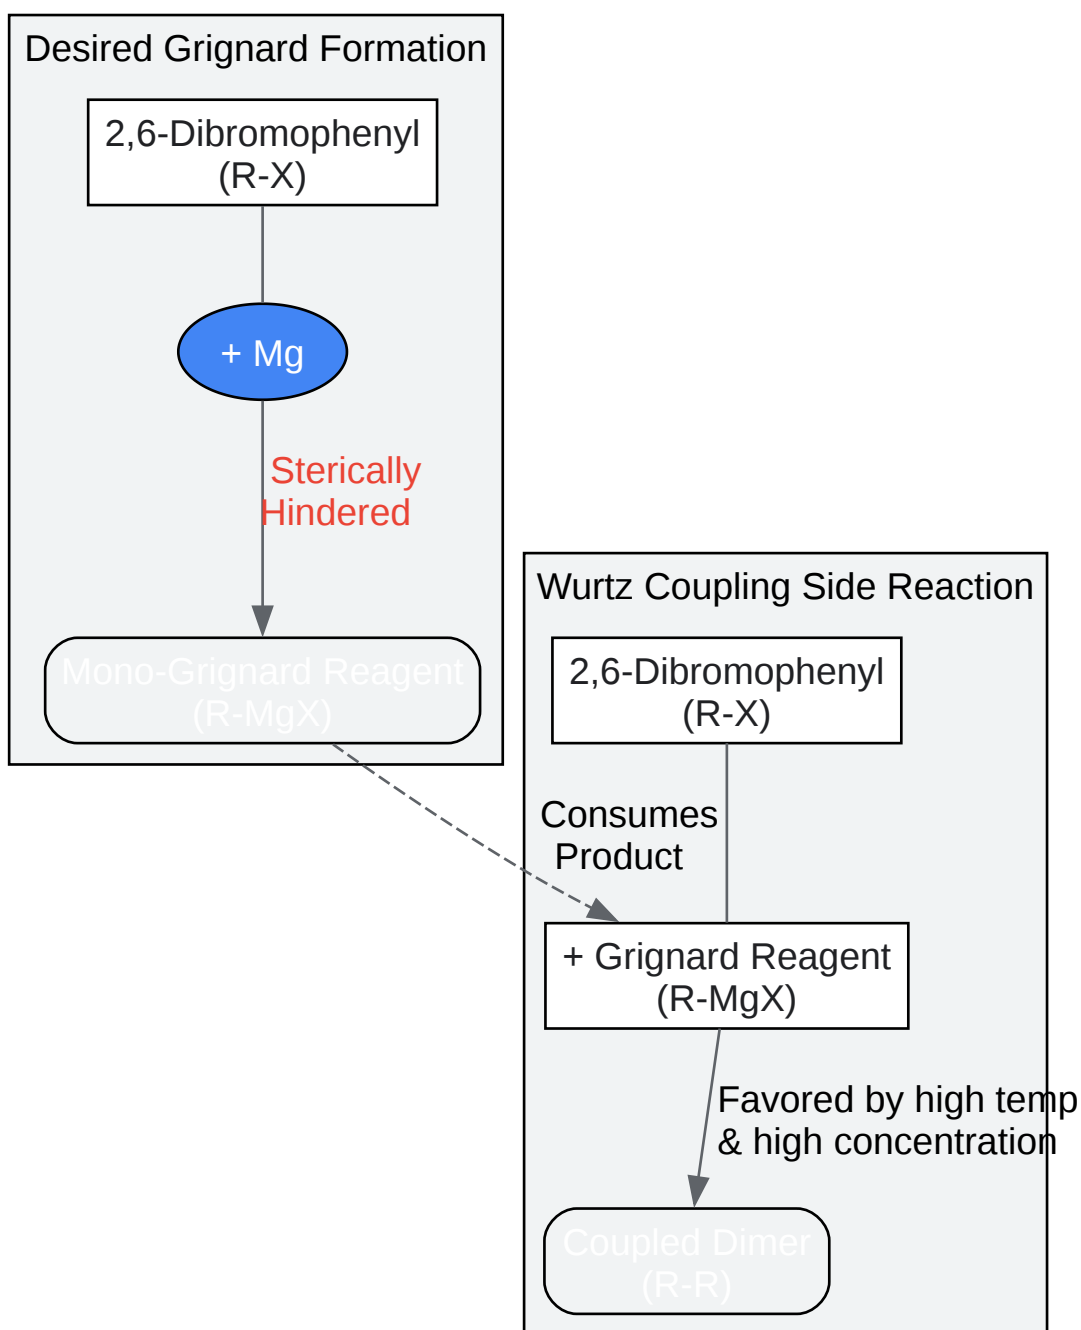 Desired Grignard Formation
2,6-Dibromophenyl
(R-X)
+ Mg
Sterically
Hindered
Mono-Grignard Reagent
(R-MgX)
Wurtz Coupling Side Reaction
2,6-Dibromophenyl
(R-X)
Consumes
Product
+ Grignard Reagent
(R-MgX)
Favored by high temp
& high concentration
Coupled Dimer
(R-R)